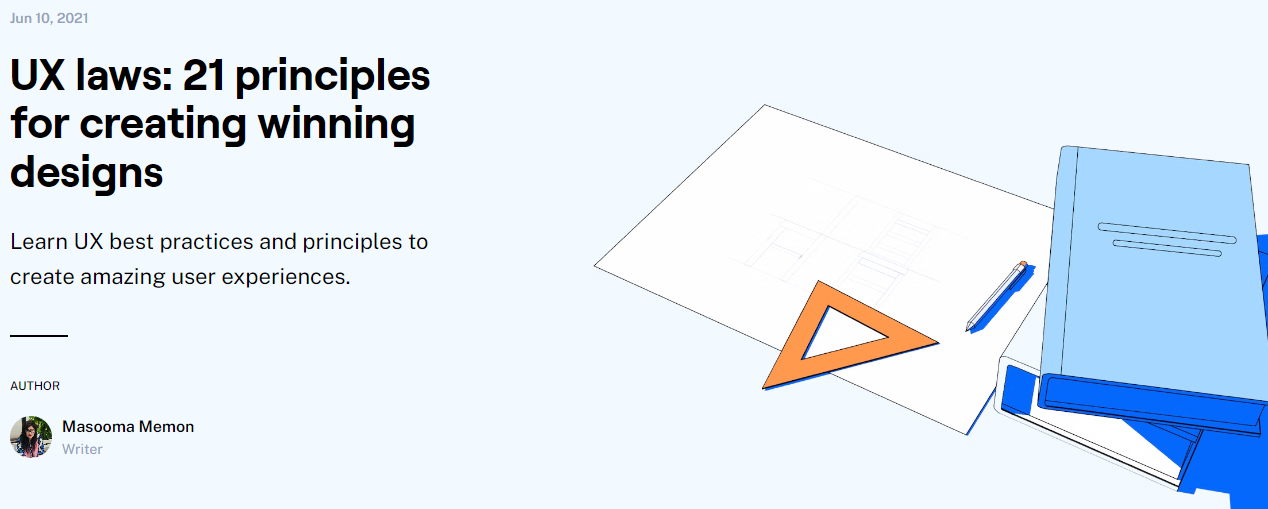 Jun 10, 2021
UX laws: 21 principles
for creating winning
designs
Learn UX best practices and principles to
create amazing user experiences.
AUTHOR
Masooma Memon
Writer